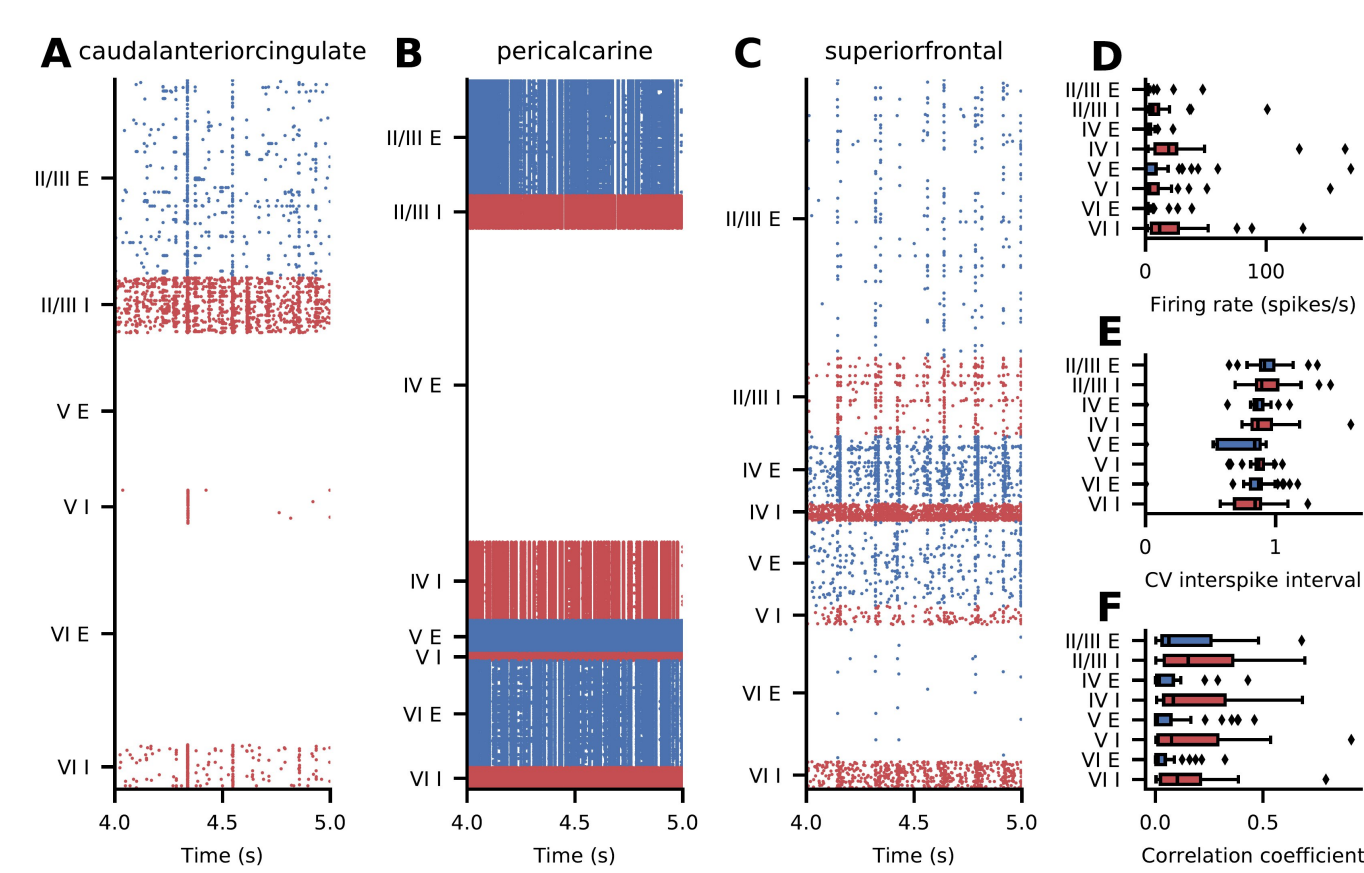 A caudalanteriorcingulate
II/III E
II/III I
V E
V I
VI E
VI I
4.0 4.5 5.0
Time (s)
B pericalcarine
II/III E
II/III I
IV E
IV I
V E
V I
VI E
VI I
4.0 4.5 5.0
Time (s)
C superiorfrontal
II/III E
II/III I
IV E
IV I
V E
V I
VI E
VI I
4.0 4.5 5.0
Time (s)
D
II/III E
II/III I
IV E
IV I
V E
V I
VI E
VI I
0 100
Firing rate (spikes/s)
E
II/III E
II/III I
IV E
IV I
V E
V I
VI E
VI I
0 1
CV interspike interval
F
II/III E
II/III I
IV E
IV I
V E
V I
VI E
VI I
0.0 0.5
Correlation coefficient